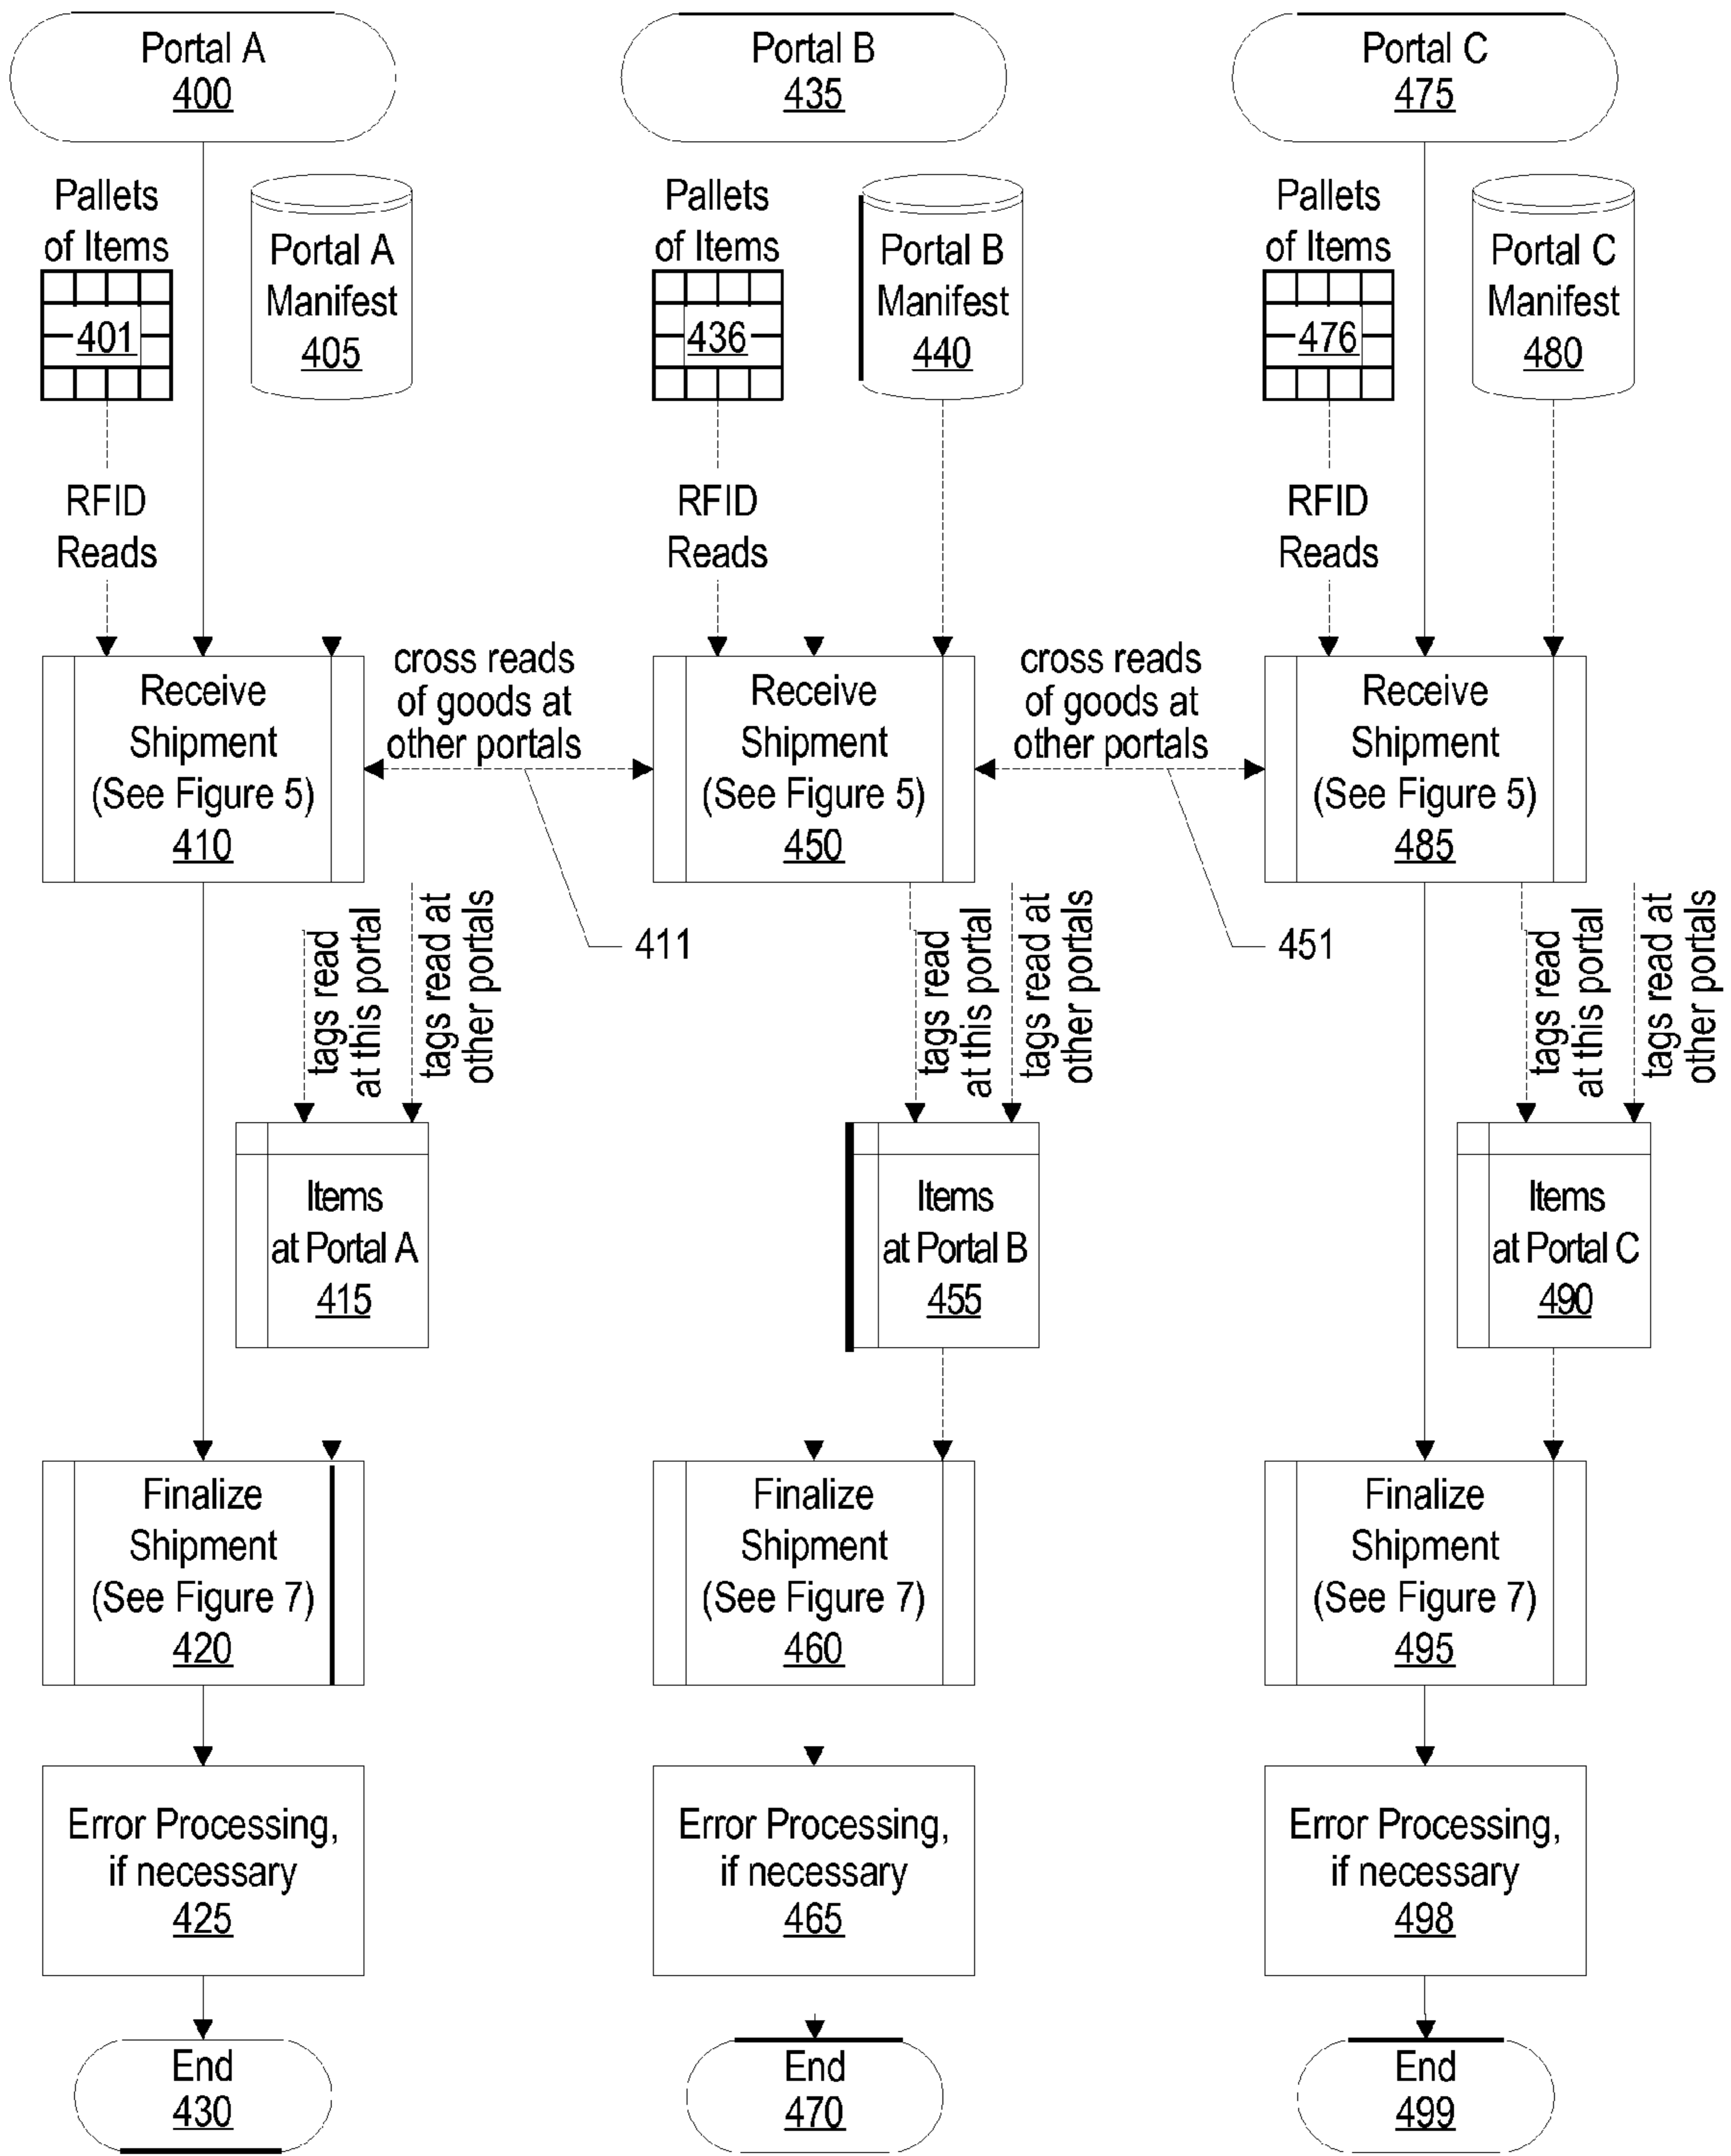 Portal A
400
Portal B
435
Portal C
475
Pallets
of Items
401
Portal A
Manifest
405
Pallets
of Items
436
Portal B
Manifest
440
Pallets
of Items
476
Portal C
Manifest
480
RFID
Reads
RFID
Reads
RFID
Reads
Receive
Shipment
(See Figure 5)
410
cross reads
of goods at
other portals
411
Receive
Shipment
(See Figure 5)
450
cross reads
of goods at
other portals
451
Receive
Shipment
(See Figure 5)
485
tags read
at this portal
tags read at
other portals
tags read
at this portal
tags read at
other portals
tags read
at this portal
tags read at
other portals
Items
at Portal A
415
Items
at Portal B
455
Items
at Portal C
490
Finalize
Shipment
(See Figure 7)
420
Finalize
Shipment
(See Figure 7)
460
Finalize
Shipment
(See Figure 7)
495
Error Processing,
if necessary
425
Error Processing,
if necessary
465
Error Processing,
if necessary
498
End
430
End
470
End
499